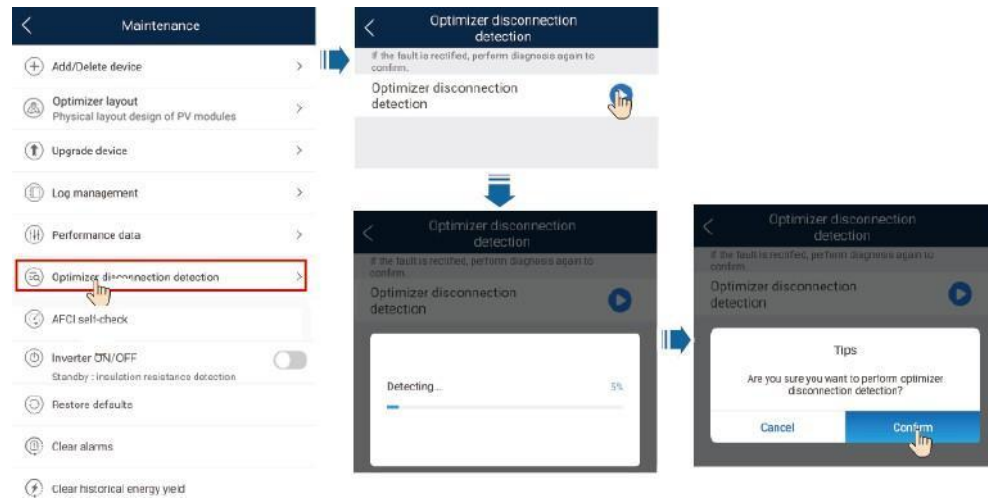 Maintenance
Add/Delete device
Optimizer layout
Physical layout design of PV modules
Upgrade device
Log management
Performance data
Optimizer disconnection detection
AFCI self-check
Inverter ON/OFF
Standby : insulation resistance detection
Restore defaults
Clear alarms
Clear historical energy yield
Optimizer disconnection
detection
If the fault is rectified, perform diagnosis again to
confirm.
Optimizer disconnection
detection
Optimizer disconnection
detection
If the fault is rectified, perform diagnosis again to
confirm.
Optimizer disconnection
detection
Detecting...
5%
Optimizer disconnection
detection
If the fault is rectified, perform diagnosis again to
confirm.
Optimizer disconnection
detection
Tips
Are you sure you want to perform optimizer
disconnection detection?
Cancel
Confirm